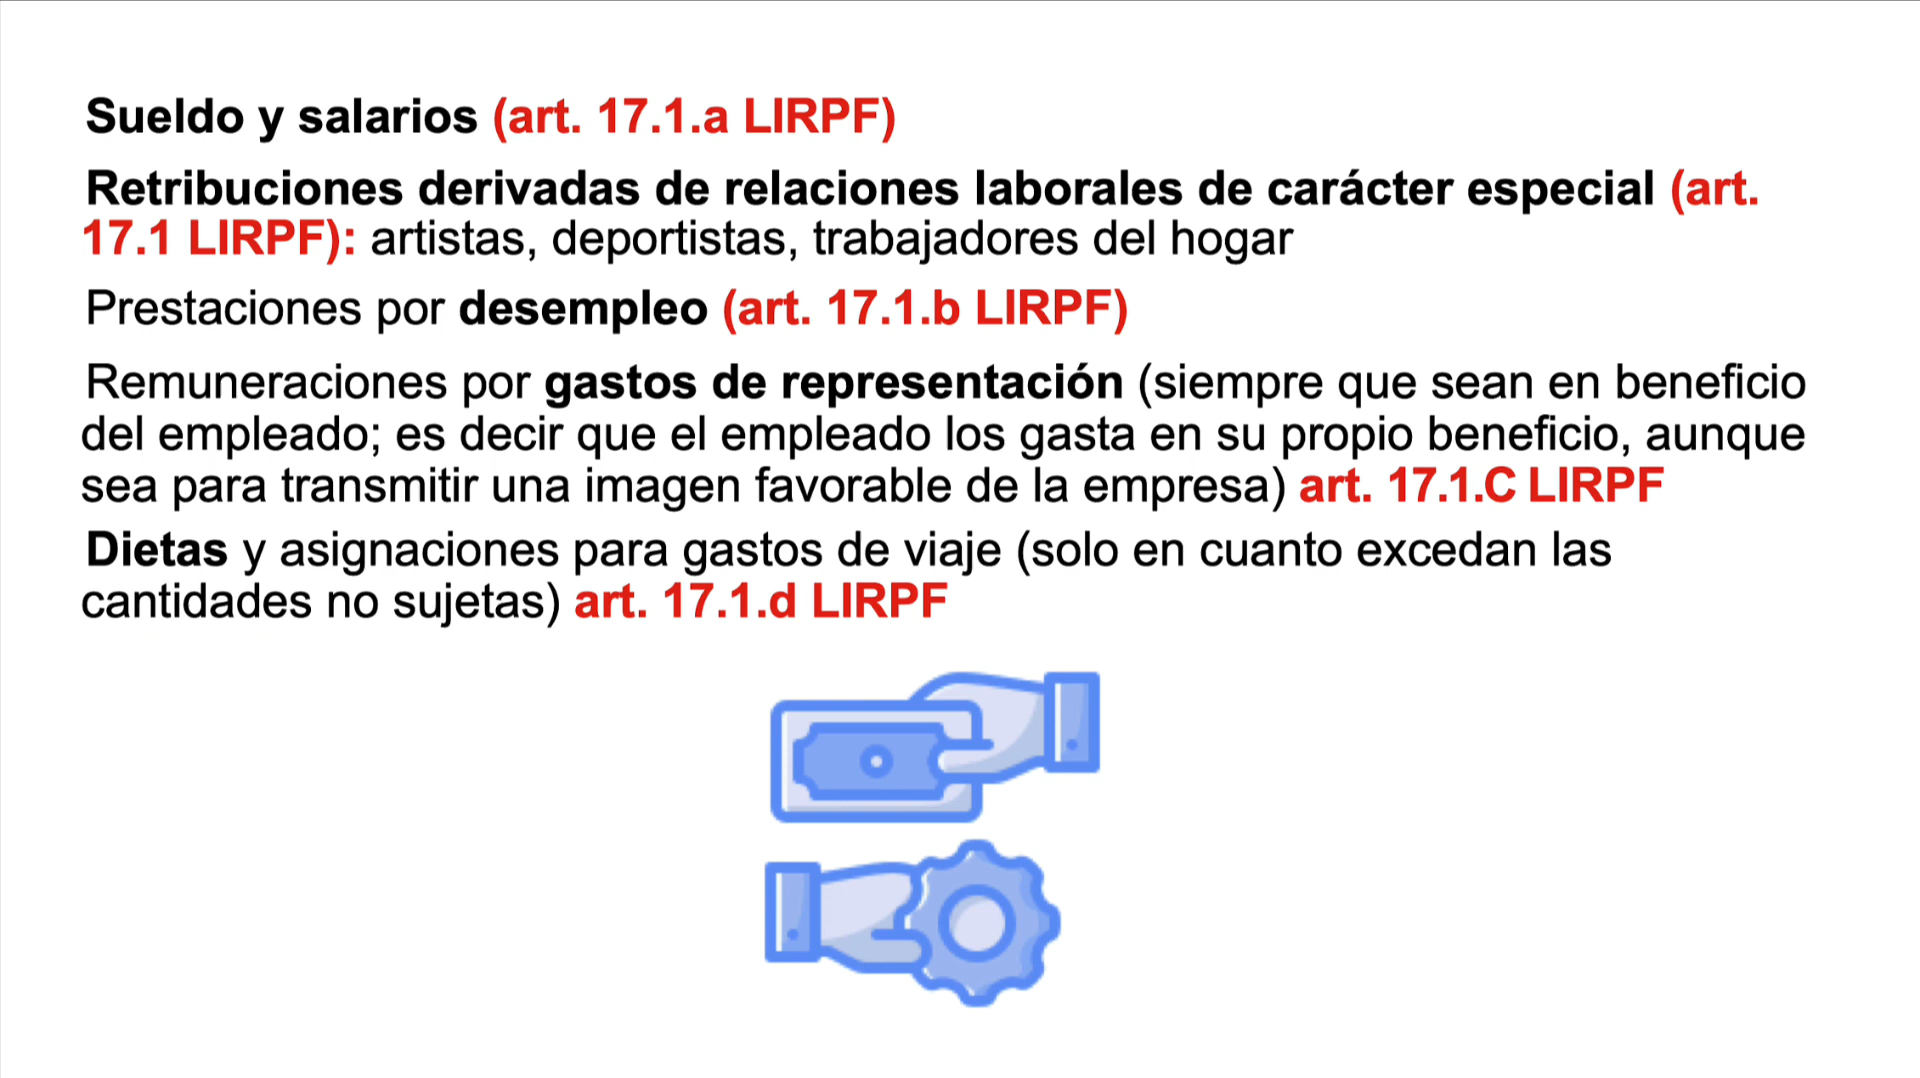 Sueldo y salarios (art. 17.1.a LIRPF)
Retribuciones derivadas de relaciones laborales de carácter especial (art.
17.1 LIRPF): artistas, deportistas, trabajadores del hogar
Prestaciones por desempleo (art. 17.1.b LIRPF)
Remuneraciones por gastos de representación (siempre que sean en beneficio
del empleado; es decir que el empleado los gasta en su propio beneficio, aunque
sea para transmitir una imagen favorable de la empresa) art. 17.1.C LIRPF
Dietas y asignaciones para gastos de viaje (solo en cuanto excedan las
cantidades no sujetas) art. 17.1.d LIRPF